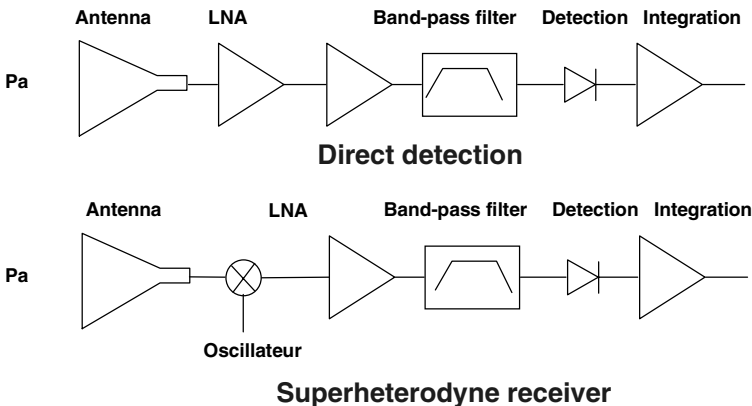 Antenna LNA Band-pass filter Detection Integration
Pa
Direct detection
Antenna LNA Band-pass filter Detection Integration
Pa
Oscillateur
Superheterodyne receiver